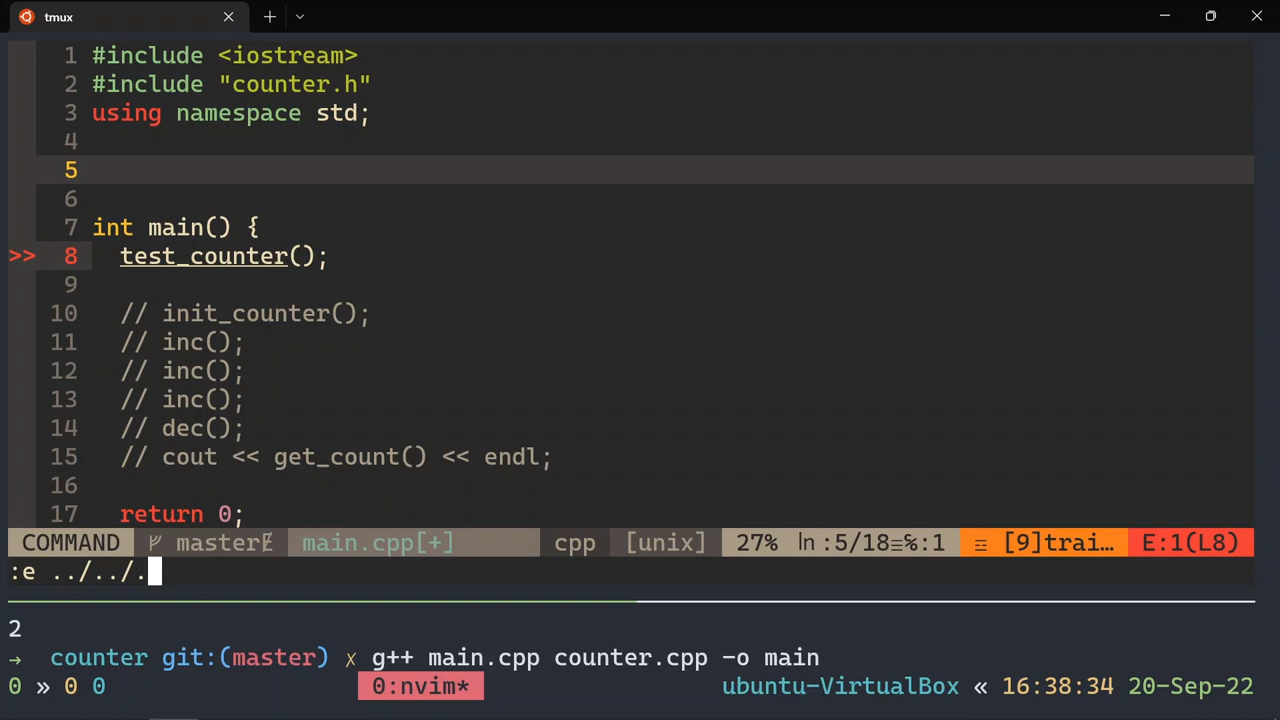 tmux
1 #include <iostream>
2 #include "counter.h"
3 using namespace std;
4
5
6
7 int main() {
>> 8 test_counter();
9
10 // init_counter();
11 // inc();
12 // inc();
13 // inc();
14 // dec();
15 // cout << get_count() << endl;
16
17 return 0;
COMMAND master main.cpp[+] cpp [unix] 27% ln :5/18≡%:1 ☲ [9]trai… E:1(L8)
:e ../../.
2
→ counter git:(master) ✗ g++ main.cpp counter.cpp -o main
0 » 0 0 0:nvim* ubuntu-VirtualBox « 16:38:34 20-Sep-22